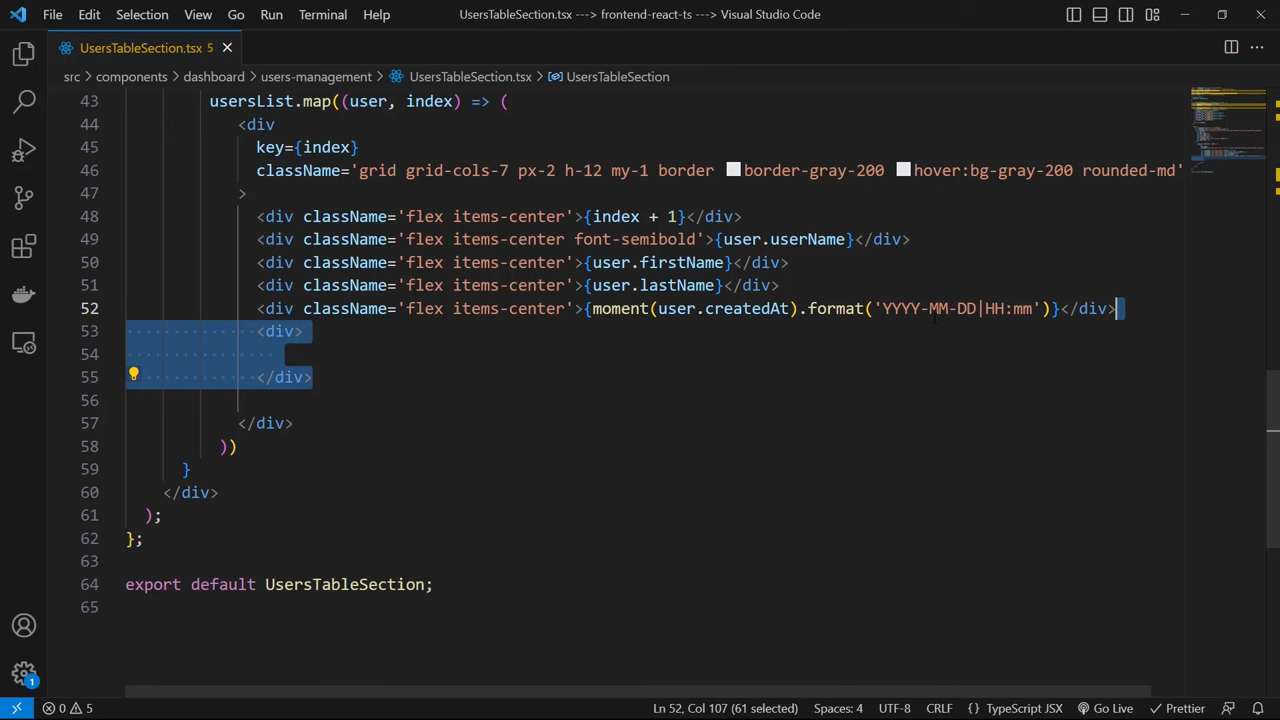 File Edit Selection View Go Run Terminal Help UsersTableSection.tsx ---> frontend-react-ts - Visual Studio Code
UsersTableSection.tsx 5
src > components > dashboard > users-management > UsersTableSection.tsx > UsersTableSection
43 usersList.map((user, index) => (
44 <div
45 key={index}
46 className='grid grid-cols-7 px-2 h-12 my-1 border border-gray-200 hover:bg-gray-200 rounded-md'
47 >
48 <div className='flex items-center'>{index + 1}</div>
49 <div className='flex items-center font-semibold'>{user.userName}</div>
50 <div className='flex items-center'>{user.firstName}</div>
51 <div className='flex items-center'>{user.lastName}</div>
52 <div className='flex items-center'>{moment(user.createdAt).format('YYYY-MM-DD|HH:mm')}</div>
53 <div>
54
55 </div>
56
57 </div>
58 ))
59 }
60 </div>
61 );
62 };
63
64 export default UsersTableSection;
65
1
0 5 Ln 52, Col 107 (61 selected) Spaces: 4 UTF-8 CRLF {} TypeScript JSX Go Live Prettier